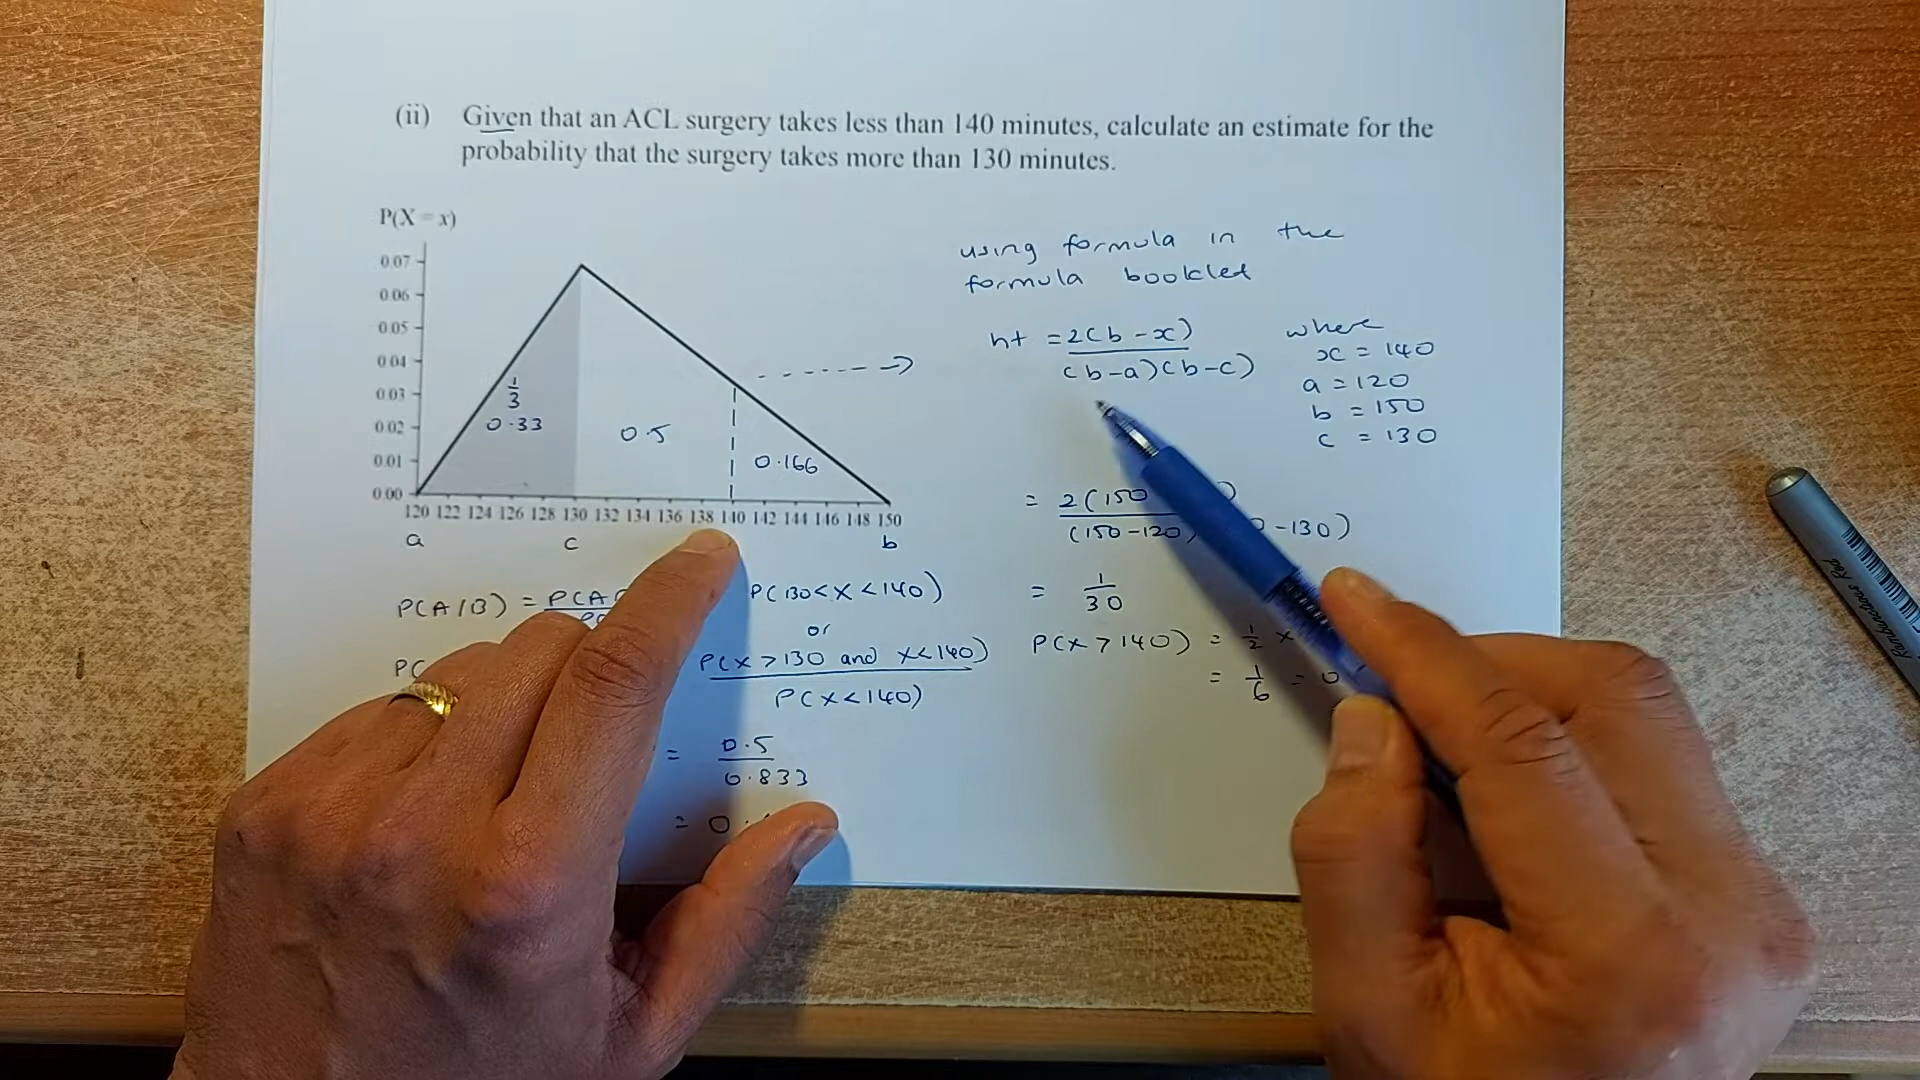 (ii) Given that an ACL surgery takes less than 140 minutes, calculate an estimate for the
probability that the surgery takes more than 130 minutes.
P(X = x)
0.07
0.06
0.05
0.04
0.03
0.02
0.01
0.00
1/3
0.33
0.5
0.166
120 122 124 126 128 130 132 134 136 138 140 142 144 146 148 150
a c b
P(A/B) = P(A
P(130<X<140)
or
P(X>130 and X<140)
P(X<140)
= 0.5
0.833
= 0.
using formula in the
formula booklet
ht = 2(b-x)
(b-a)(b-c)
where
x = 140
a = 120
b = 150
c = 130
= 2(150 )
(150-120) -130)
= 1/30
P(X>140) = 1/2 x
= 1/6 = 0